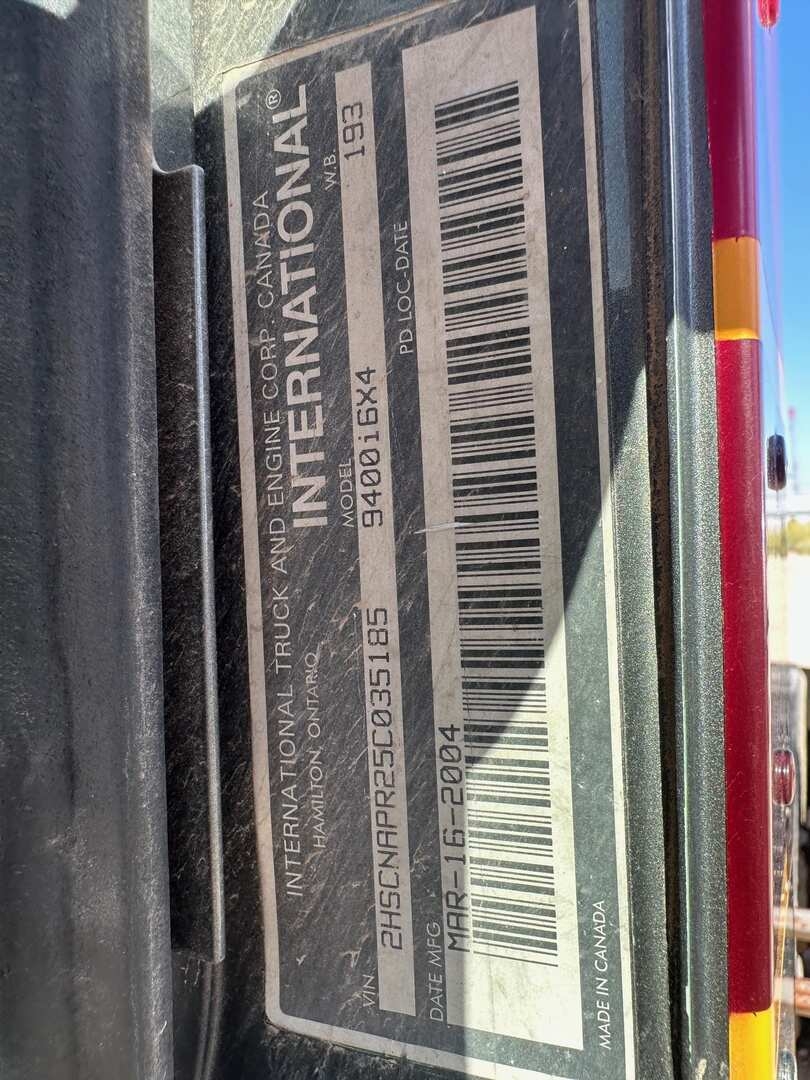 INTERNATIONAL TRUCK AND ENGINE CORP. CANADA
HAMILTON, ONTARIO INTERNATIONAL®
VIN MODEL W.B.
2HSCNAPR25C035185 9400i6X4 193
DATE MFG PD LOC-DATE
MAR-16-2004
MADE IN CANADA